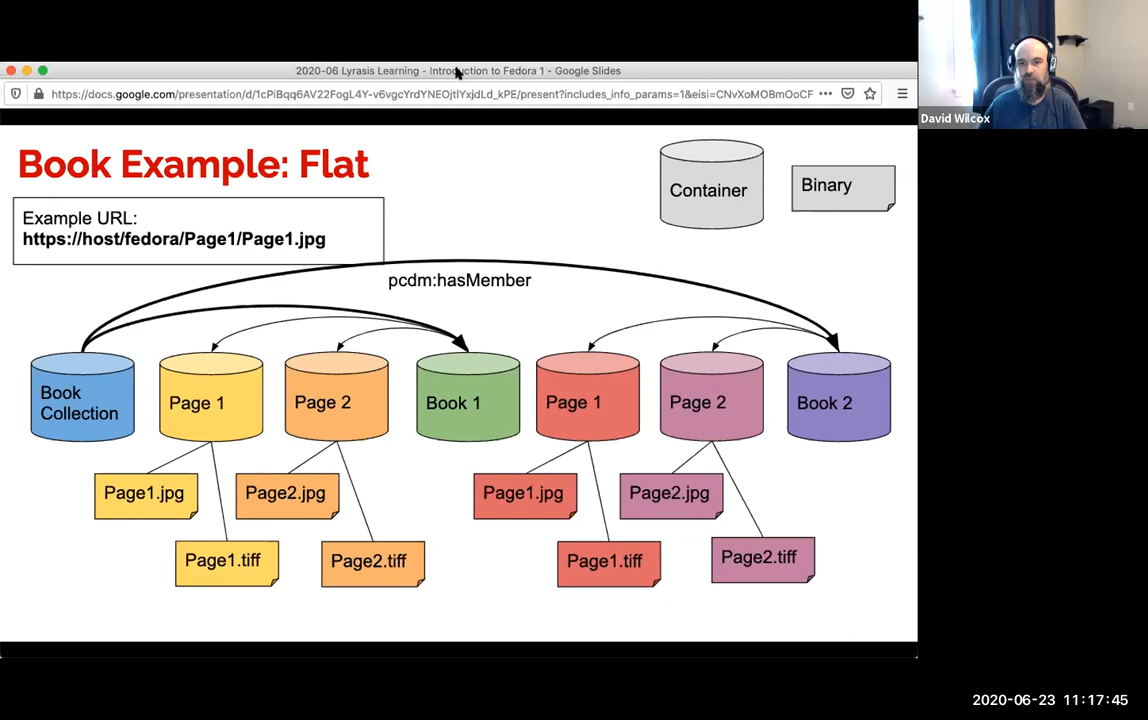 2020-06 Lyrasis Learning - Introduction to Fedora 1 - Google Slides
https://docs.google.com/presentation/d/1cPiBqq6AV22FogL4Y-v6vgcYrdYNEOjtlYxjdLd_kPE/present?includes_info_params=1&eisi=CNvXoMOBmOoCF
David Wilcox
Book Example: Flat
Container
Binary
Example URL:
https://host/fedora/Page1/Page1.jpg
pcdm:hasMember
Book
Collection
Page 1
Page 2
Book 1
Page 1
Page 2
Book 2
Page1.jpg
Page2.jpg
Page1.jpg
Page2.jpg
Page1.tiff
Page2.tiff
Page1.tiff
Page2.tiff
2020-06-23 11:17:45